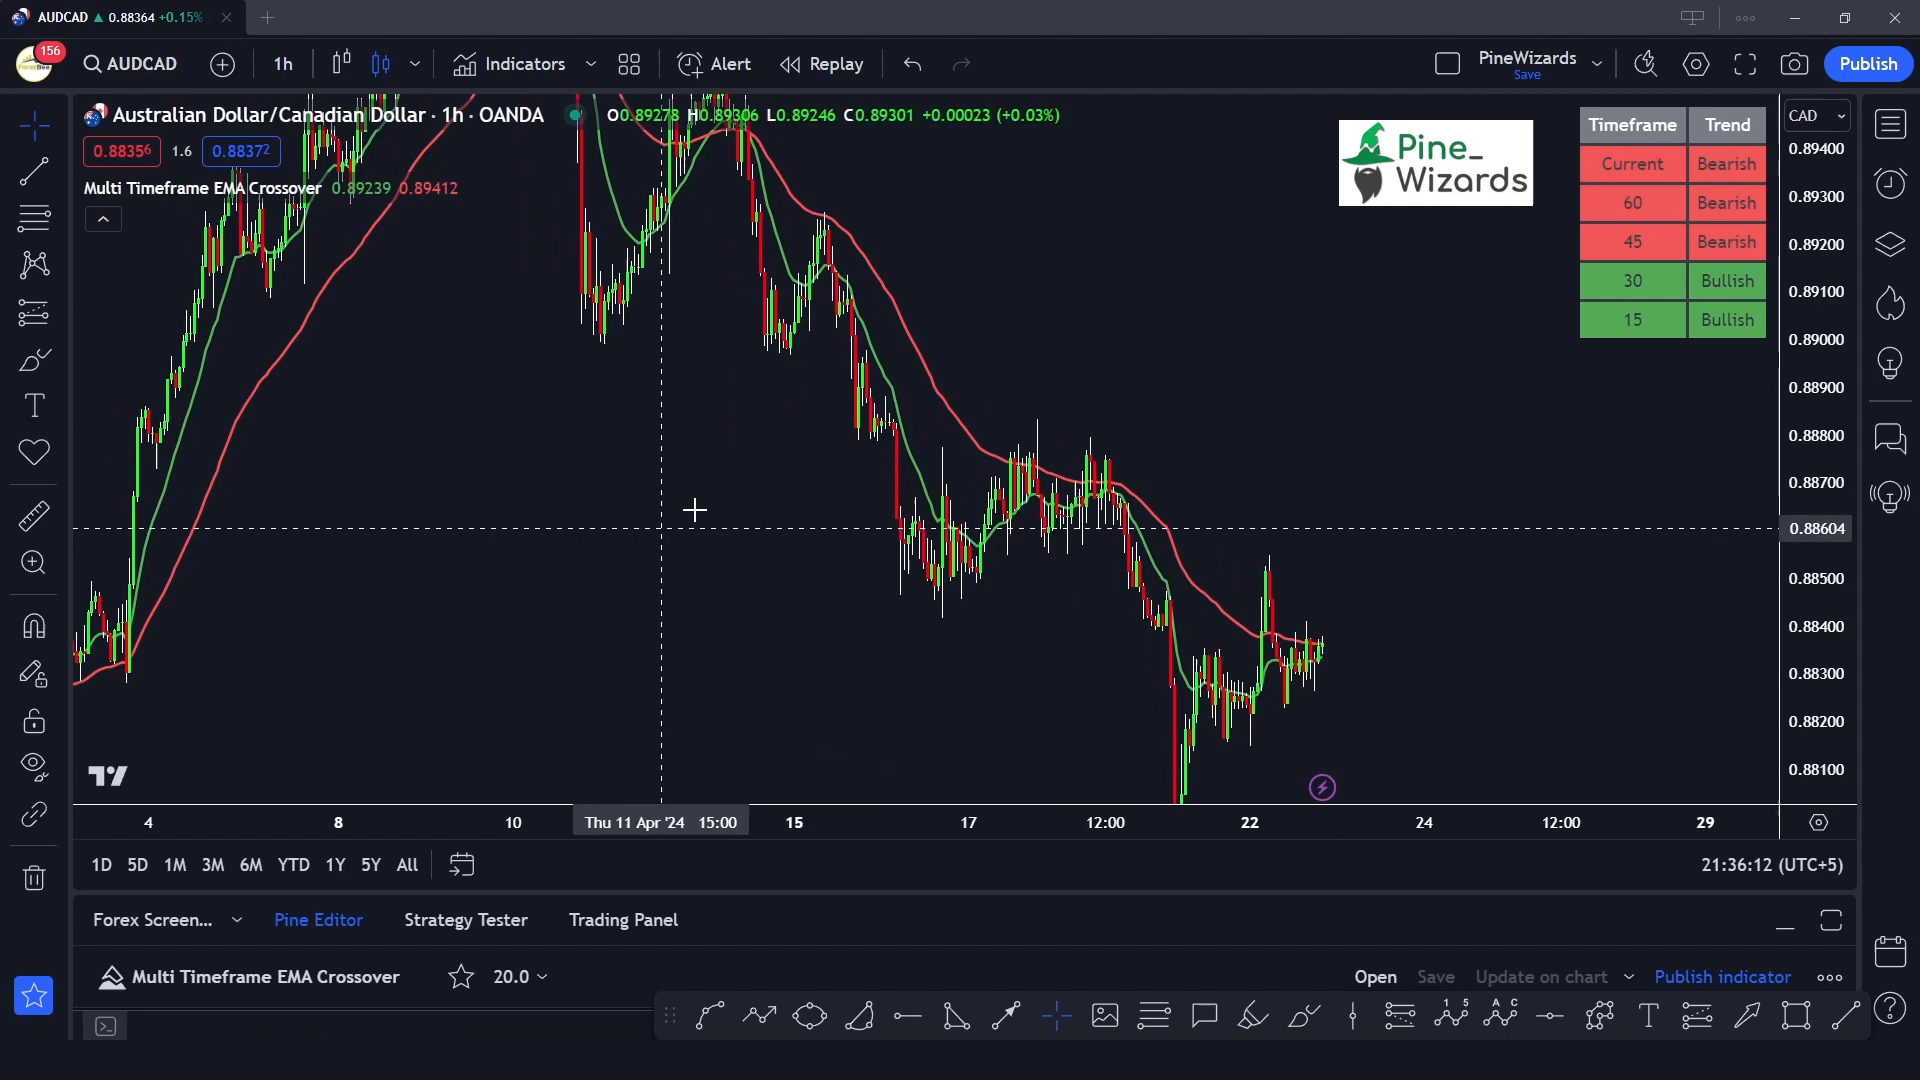 AUDCAD ▲ 0.88364 +0.15%
156
AUDCAD 1h Indicators Alert Replay PineWizards Save Publish
Australian Dollar/Canadian Dollar · 1h · OANDA O0.89278 H0.89306 L0.89246 C0.89301 +0.00023 (+0.03%)
0.88356 1.6 0.88372
Multi Timeframe EMA Crossover 0.89239 0.89412
Pine_
Wizards
Timeframe Trend
Current Bearish
60 Bearish
45 Bearish
30 Bullish
15 Bullish
CAD
0.89400
0.89300
0.89200
0.89100
0.89000
0.88900
0.88800
0.88700
0.88604
0.88500
0.88400
0.88300
0.88200
0.88100
4 8 10 Thu 11 Apr '24 15:00 15 17 12:00 22 24 12:00 29
1D 5D 1M 3M 6M YTD 1Y 5Y All 21:36:12 (UTC+5)
Forex Screen... Pine Editor Strategy Tester Trading Panel
Multi Timeframe EMA Crossover 20.0 Open Save Update on chart Publish indicator